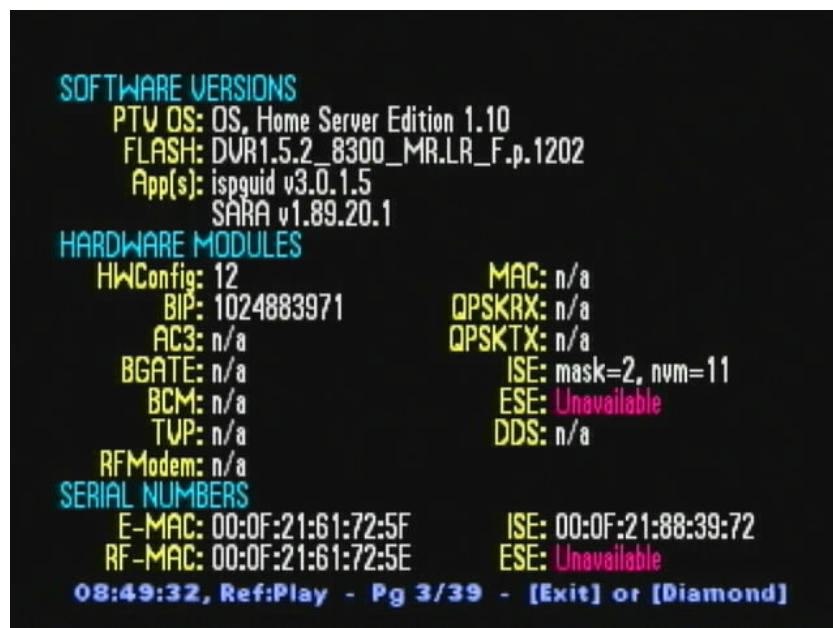 SOFTWARE VERSIONS
PTV OS: OS, Home Server Edition 1.10
FLASH: DVR1.5.2_8300_MR.LR_F.p.1202
App(s): ispguid v3.0.1.5
SARA v1.89.20.1
HARDWARE MODULES
HWConfig: 12 MAC: n/a
BIP: 1024883971 QPSKRX: n/a
AC3: n/a QPSKTX: n/a
BGATE: n/a ISE: mask=2, nvm=11
BCM: n/a ESE: Unavailable
TVP: n/a DDS: n/a
RFModem: n/a
SERIAL NUMBERS
E-MAC: 00:0F:21:61:72:5F ISE: 00:0F:21:88:39:72
RF-MAC: 00:0F:21:61:72:5E ESE: Unavailable
08:49:32, Ref:Play - Pg 3/39 - [Exit] or [Diamond]